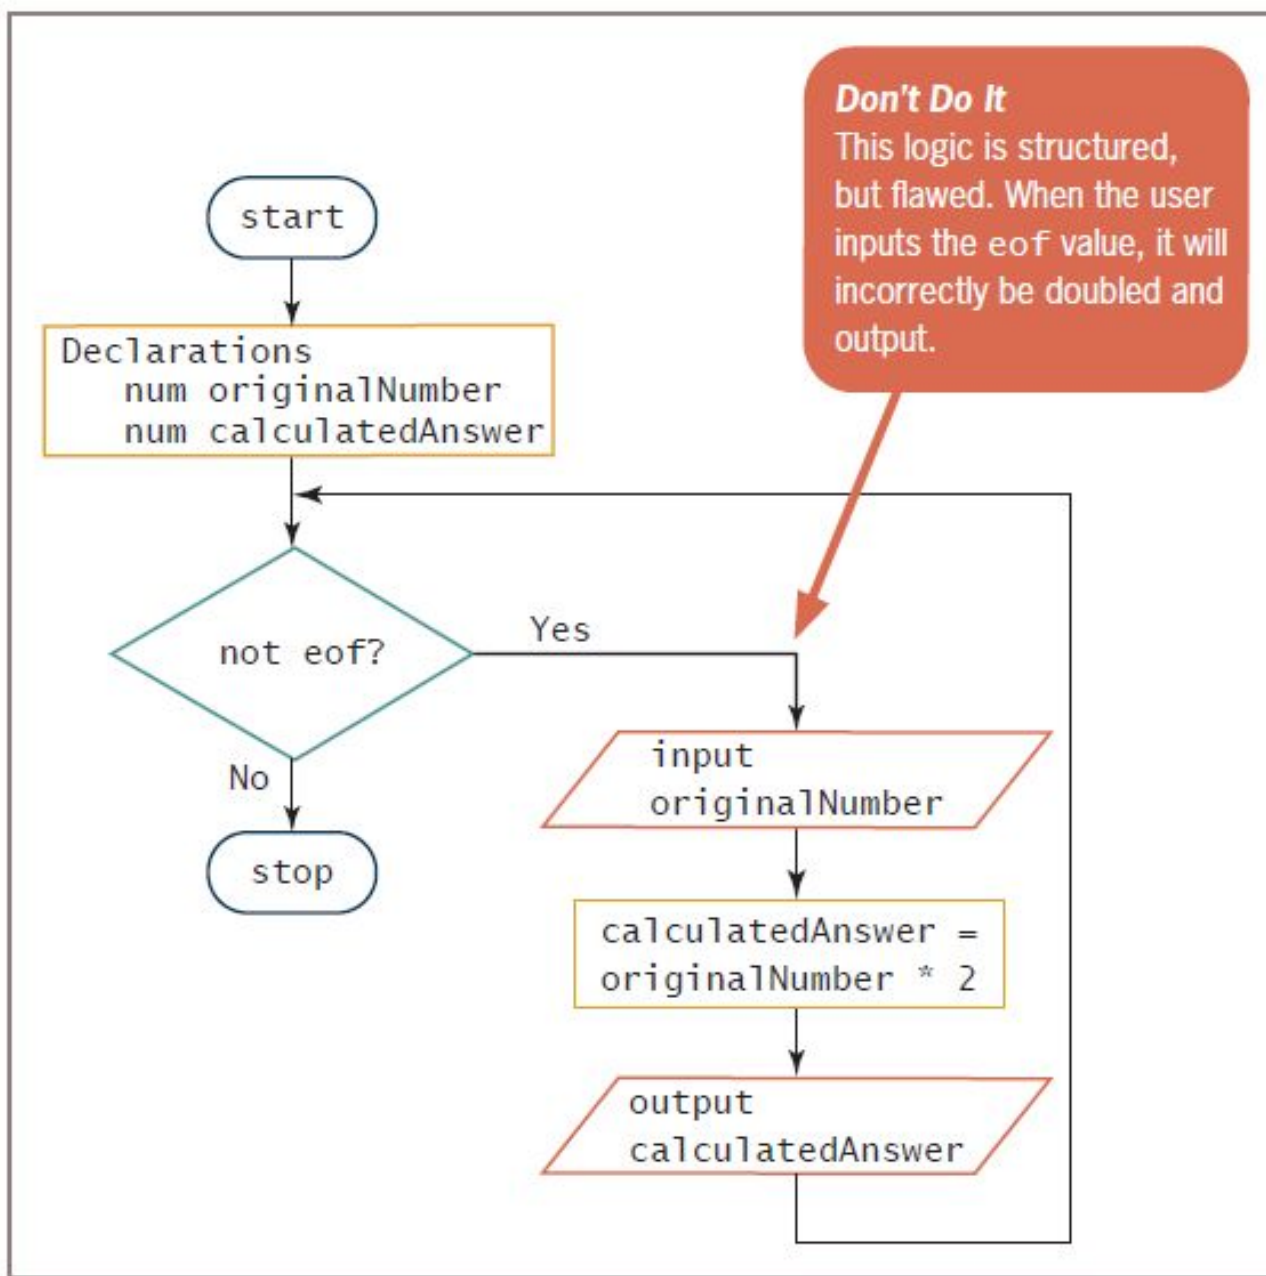 Don't Do It
This logic is structured,
but flawed. When the user
inputs the eof value, it will
incorrectly be doubled and
output.
start
Declarations
num originalNumber
num calculatedAnswer
not eof?
Yes
No
input
originalNumber
stop
calculatedAnswer =
originalNumber * 2
output
calculatedAnswer